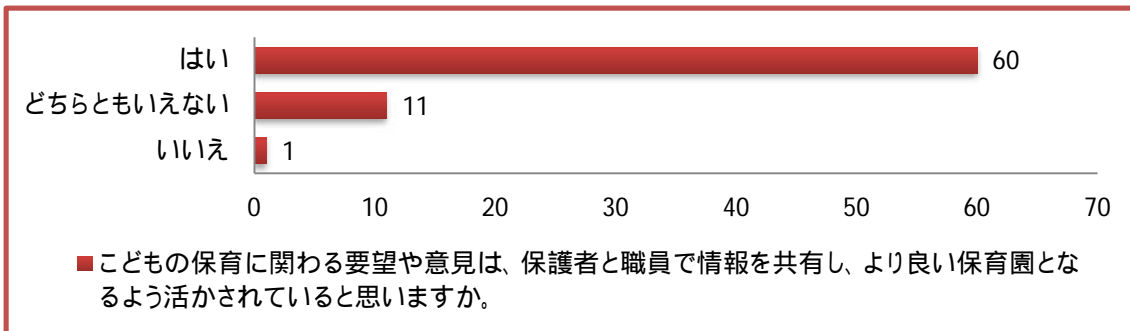 はい 60
どちらともいえない 11
いいえ 1
0 10 20 30 40 50 60 70
こどもの保育に関わる要望や意見は、保護者と職員で情報を共有し、より良い保育園とな
るよう活かされていると思いますか。